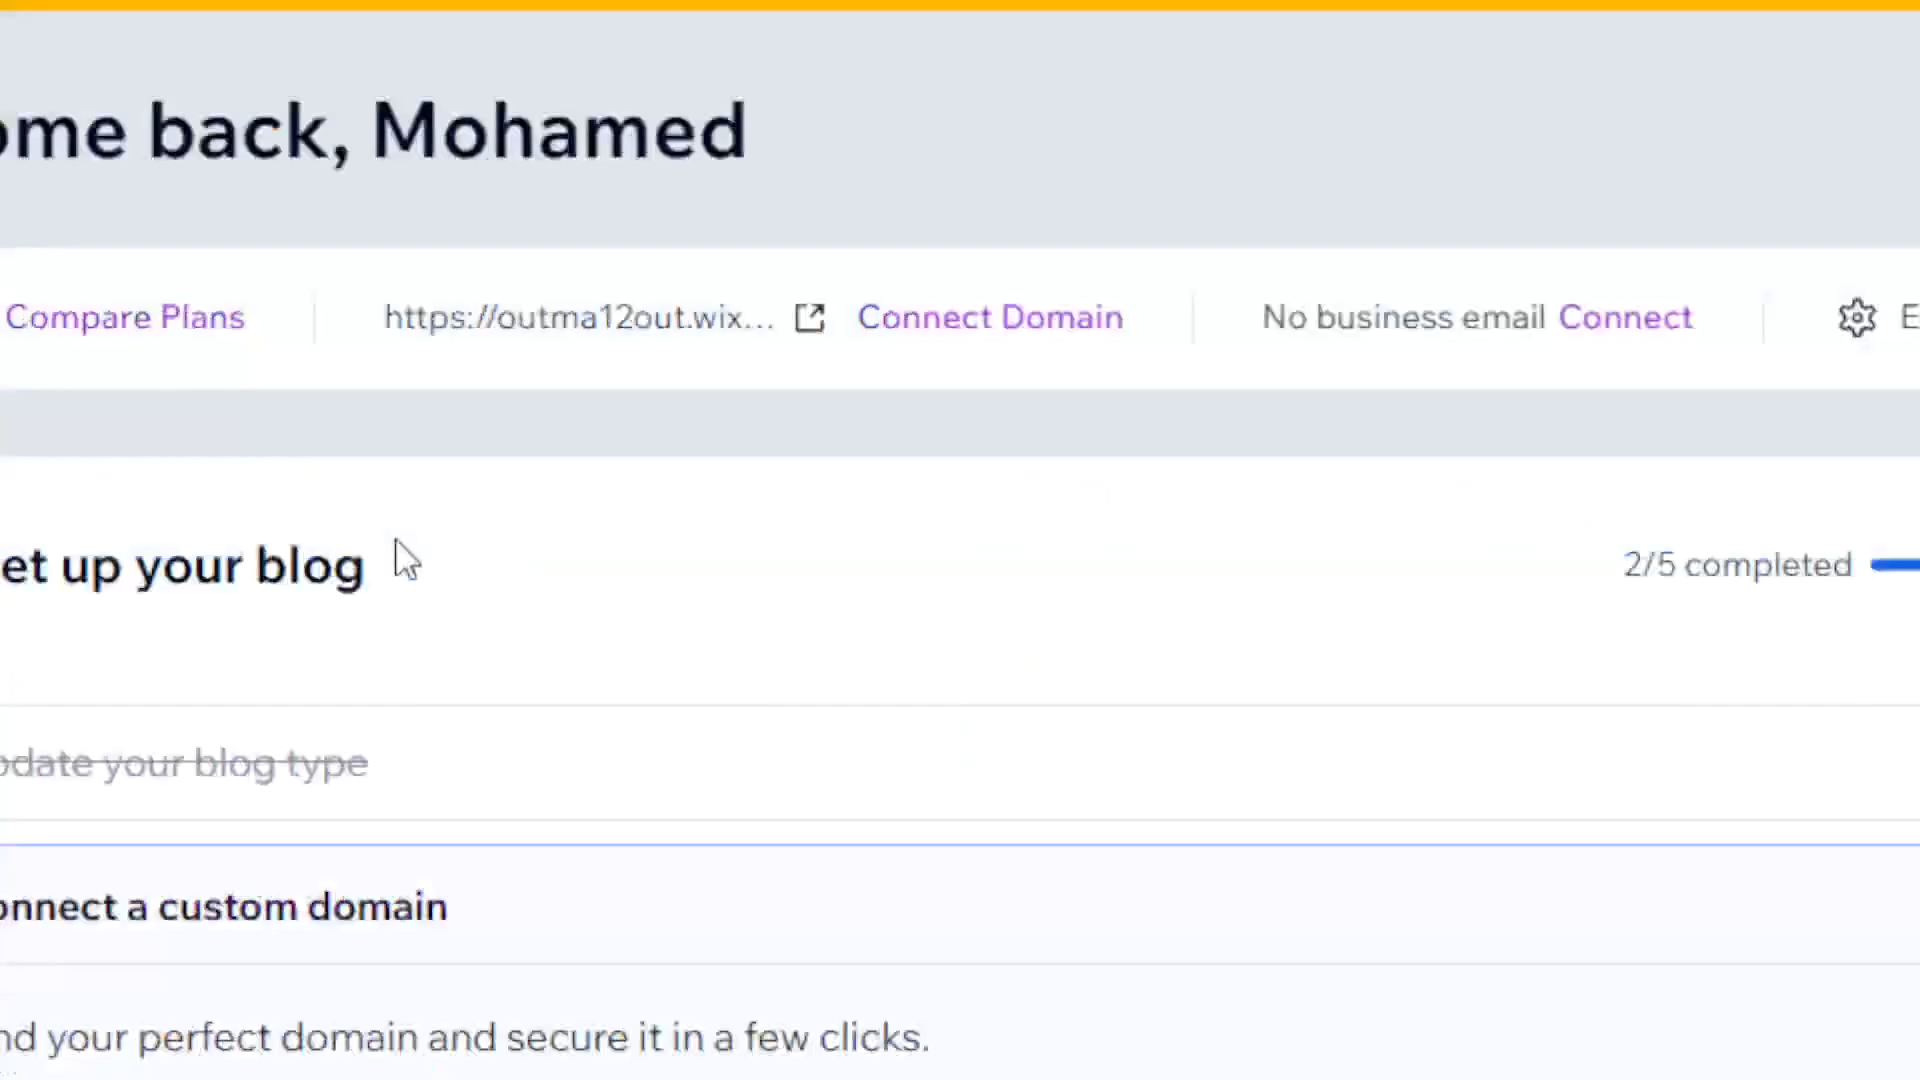 ome back, Mohamed
Compare Plans https://outma12out.wix... Connect Domain No business email Connect E
et up your blog 2/5 completed
pdate your blog type
onnect a custom domain
nd your perfect domain and secure it in a few clicks.